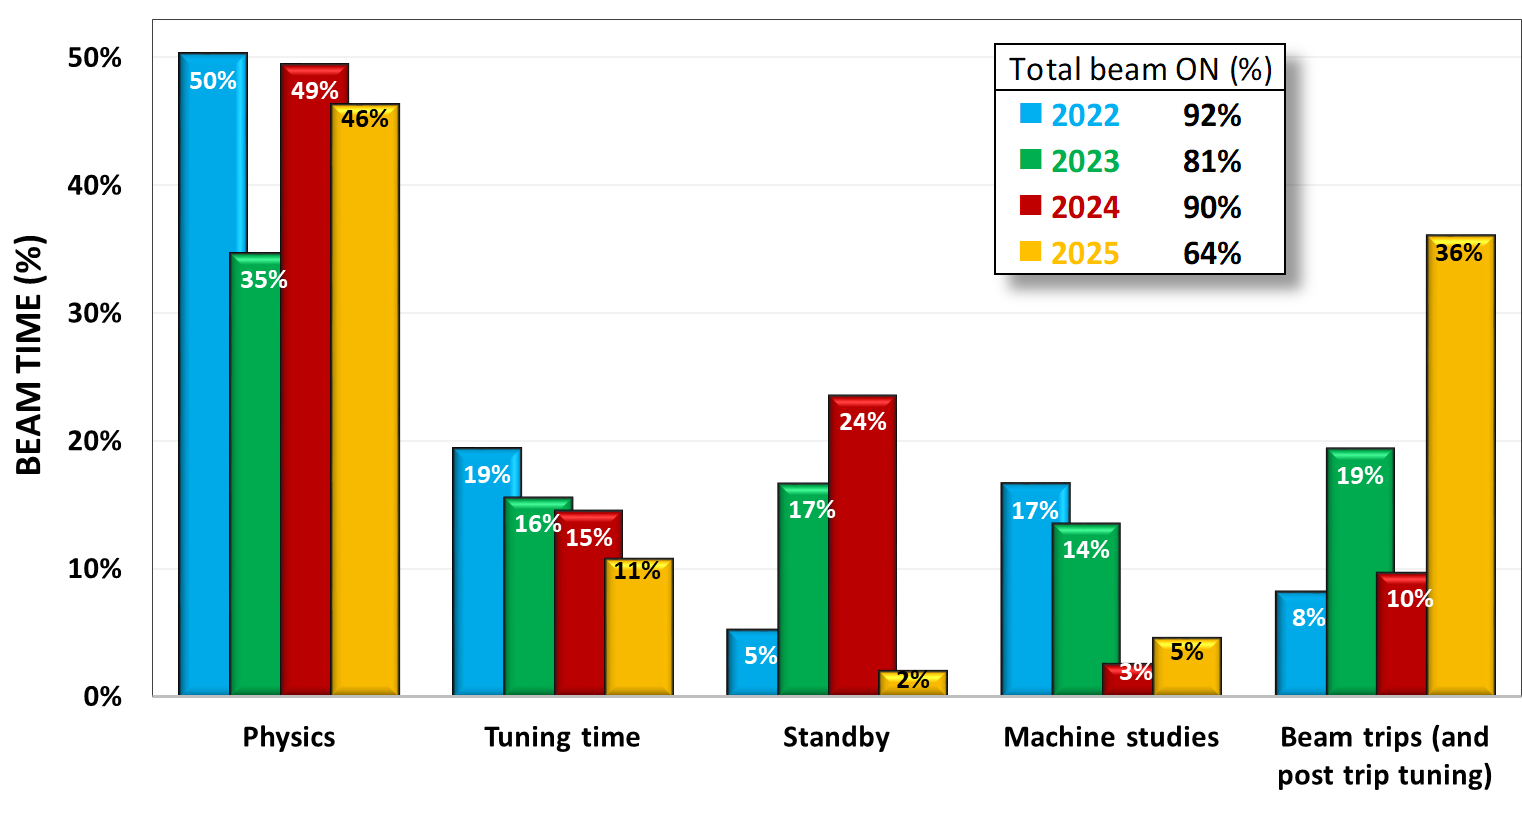 BEAM TIME (%)
50%
40%
30%
20%
10%
0%
Total beam ON (%)
2022 92%
2023 81%
2024 90%
2025 64%
50% 35% 49% 46%
19% 16% 15% 11%
5% 17% 24% 2%
17% 14% 3% 5%
8% 19% 10% 36%
Physics
Tuning time
Standby
Machine studies
Beam trips (and
post trip tuning)